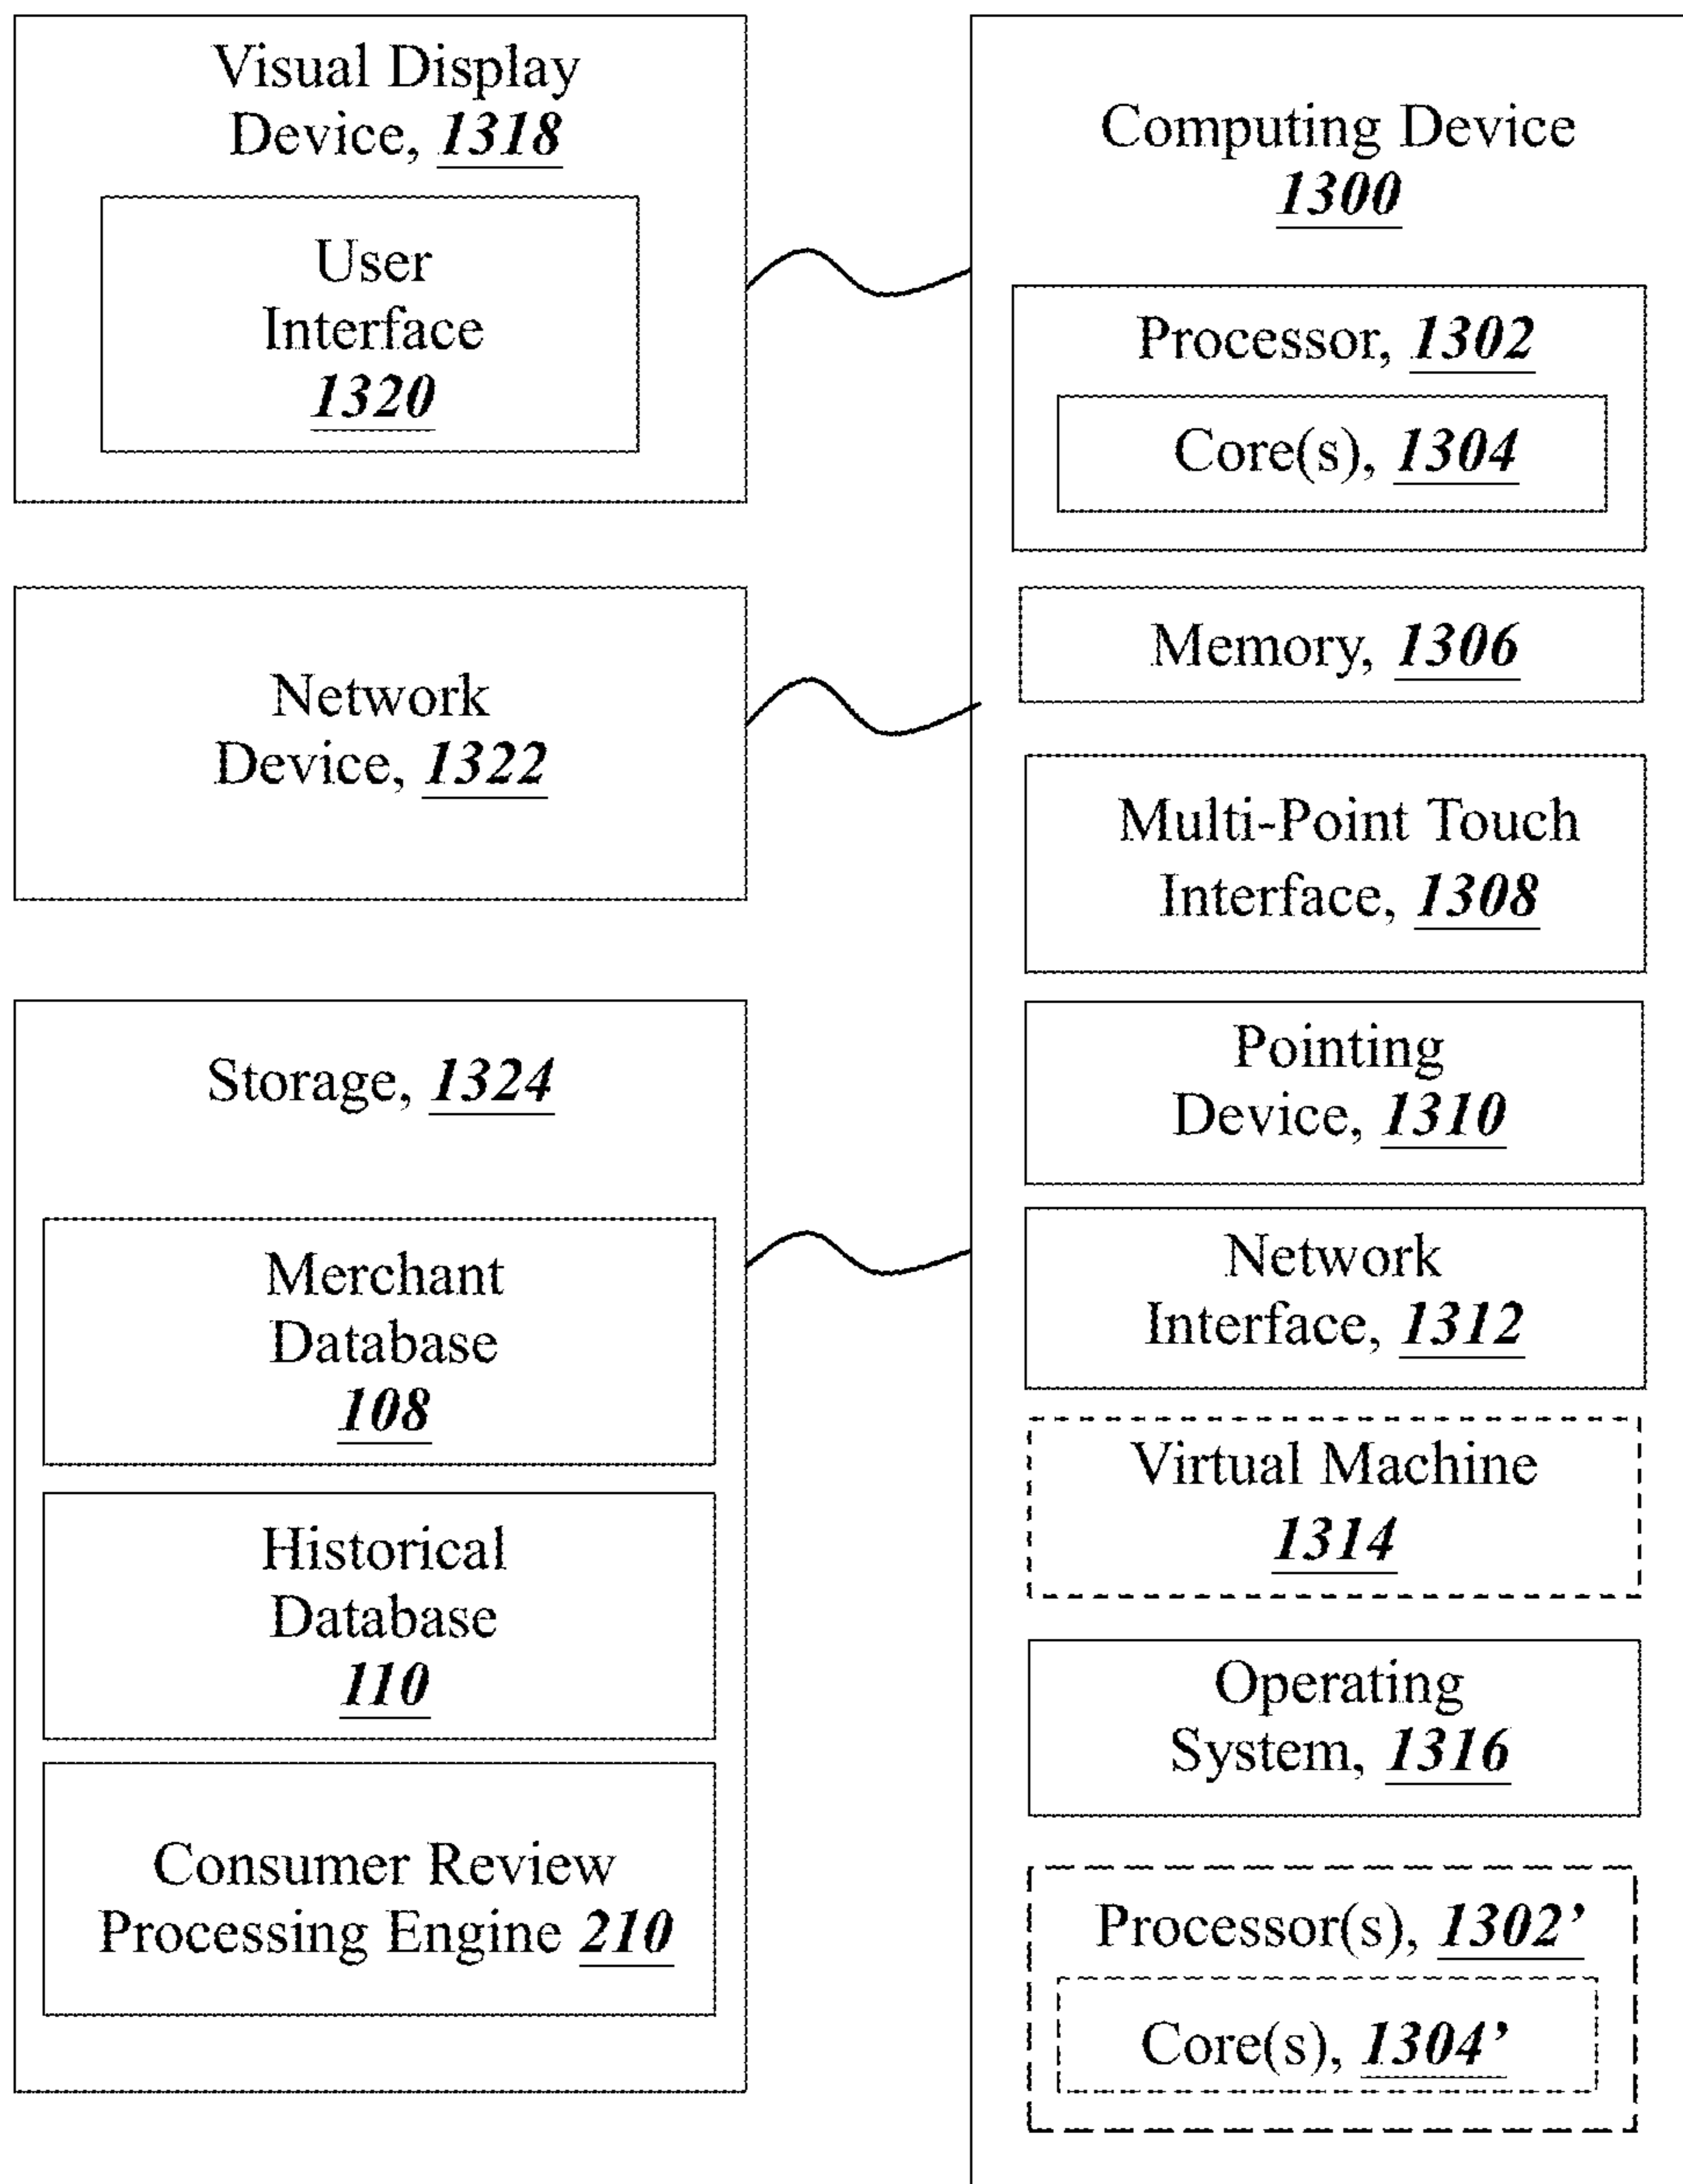 Visual Display
Device, 1318
User
Interface
1320
Network
Device, 1322
Storage, 1324
Merchant
Database
108
Historical
Database
110
Consumer Review
Processing Engine 210
Computing Device
1300
Processor, 1302
Core(s), 1304
Memory, 1306
Multi-Point Touch
Interface, 1308
Pointing
Device, 1310
Network
Interface, 1312
Virtual Machine
1314
Operating
System, 1316
Processor(s), 1302’
Core(s), 1304’